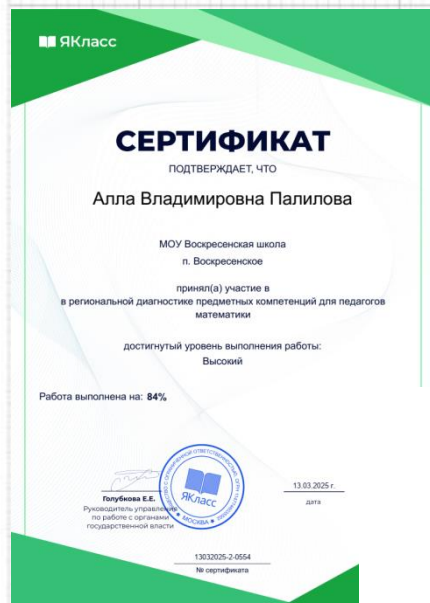 ЯКласс
СЕРТИФИКАТ
ПОДТВЕРЖДАЕТ, ЧТО
Алла Владимировна Палилова
МОУ Воскресенская школа
п. Воскресенское
принял(а) участие в
в региональной диагностике предметных компетенций для педагогов
математики
достигнутый уровень выполнения работы:
Высокий
Работа выполнена на: 84%
Голубкова Е.Е.
Руководитель управления
по работе с органами
государственной власти
ЯКласс
МОСКВА
13.03.2025 г.
дата
13032025-2-0554
№ сертификата